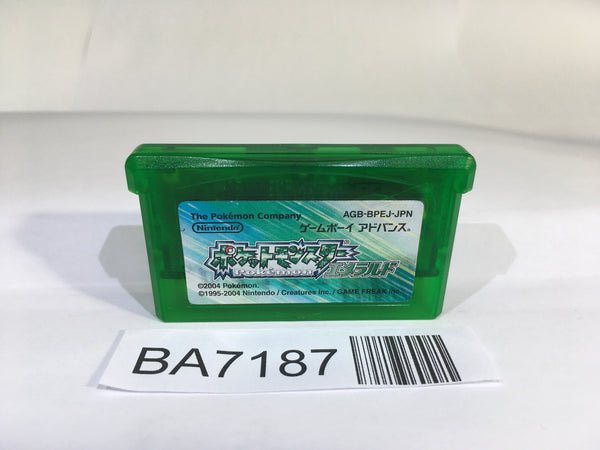 The Pokémon Company AGB-BPEJ-JPN
Nintendo ゲームボーイ アドバンス®
ポケットモンスター
Pokémon エメラルド
©2004 Pokémon.
©1995-2004 Nintendo / Creatures inc. / GAME FREAK inc.
BA7187